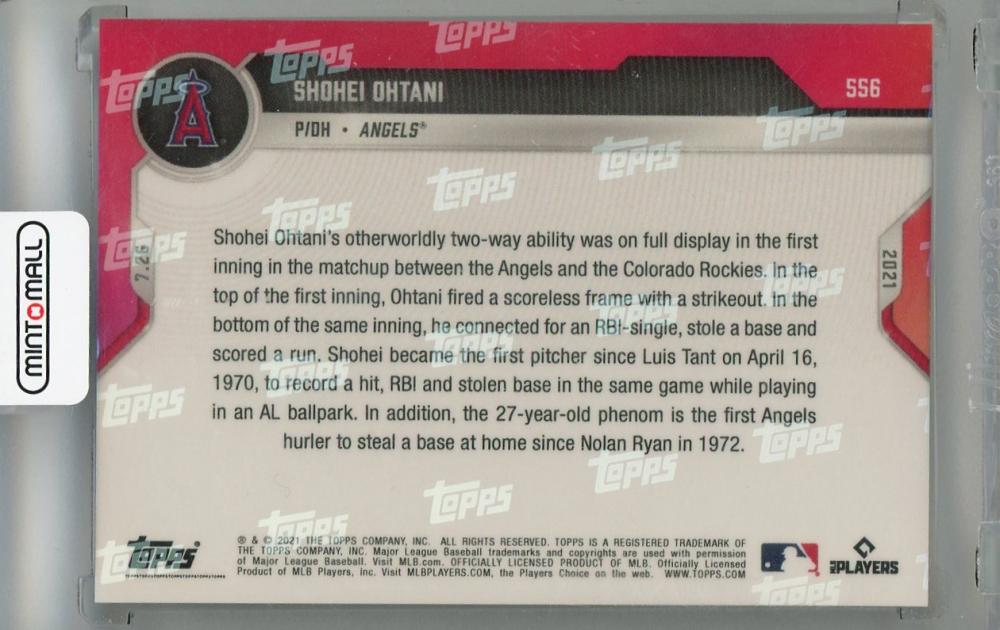 SHOHEI OHTANI
556
P/DH • ANGELS®
7.26
2021
Shohei Ohtani's otherworldly two-way ability was on full display in the first
inning in the matchup between the Angels and the Colorado Rockies. In the
top of the first inning, Ohtani fired a scoreless frame with a strikeout. In the
bottom of the same inning, he connected for an RBI-single, stole a base and
scored a run. Shohei became the first pitcher since Luis Tant on April 16,
1970, to record a hit, RBI and stolen base in the same game while playing
in an AL ballpark. In addition, the 27-year-old phenom is the first Angels
hurler to steal a base at home since Nolan Ryan in 1972.
MINTOMALL
Topps®
® & © 2021 THE TOPPS COMPANY, INC. ALL RIGHTS RESERVED. TOPPS IS A REGISTERED TRADEMARK OF
THE TOPPS COMPANY, INC. Major League Baseball trademarks and copyrights are used with permission
of Major League Baseball. Visit MLB.com. OFFICIALLY LICENSED PRODUCT OF MLB. Officially Licensed
Product of MLB Players, Inc. Visit MLBPLAYERS.COM, the Players Choice on the web. WWW.TOPPS.COM
MLB PLAYERS